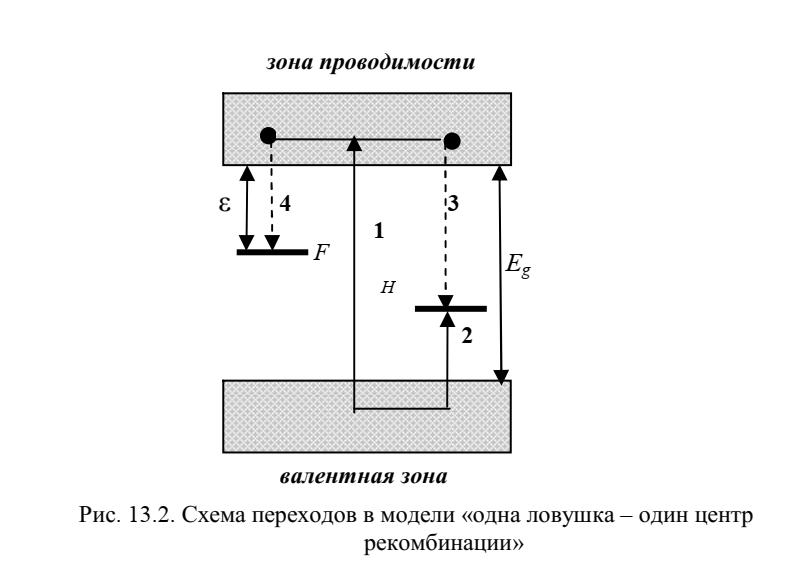 зона проводимости
ε 4 3
1
F
E_g
H
2
валентная зона
Рис. 13.2. Схема переходов в модели «одна ловушка – один центр
рекомбинации»